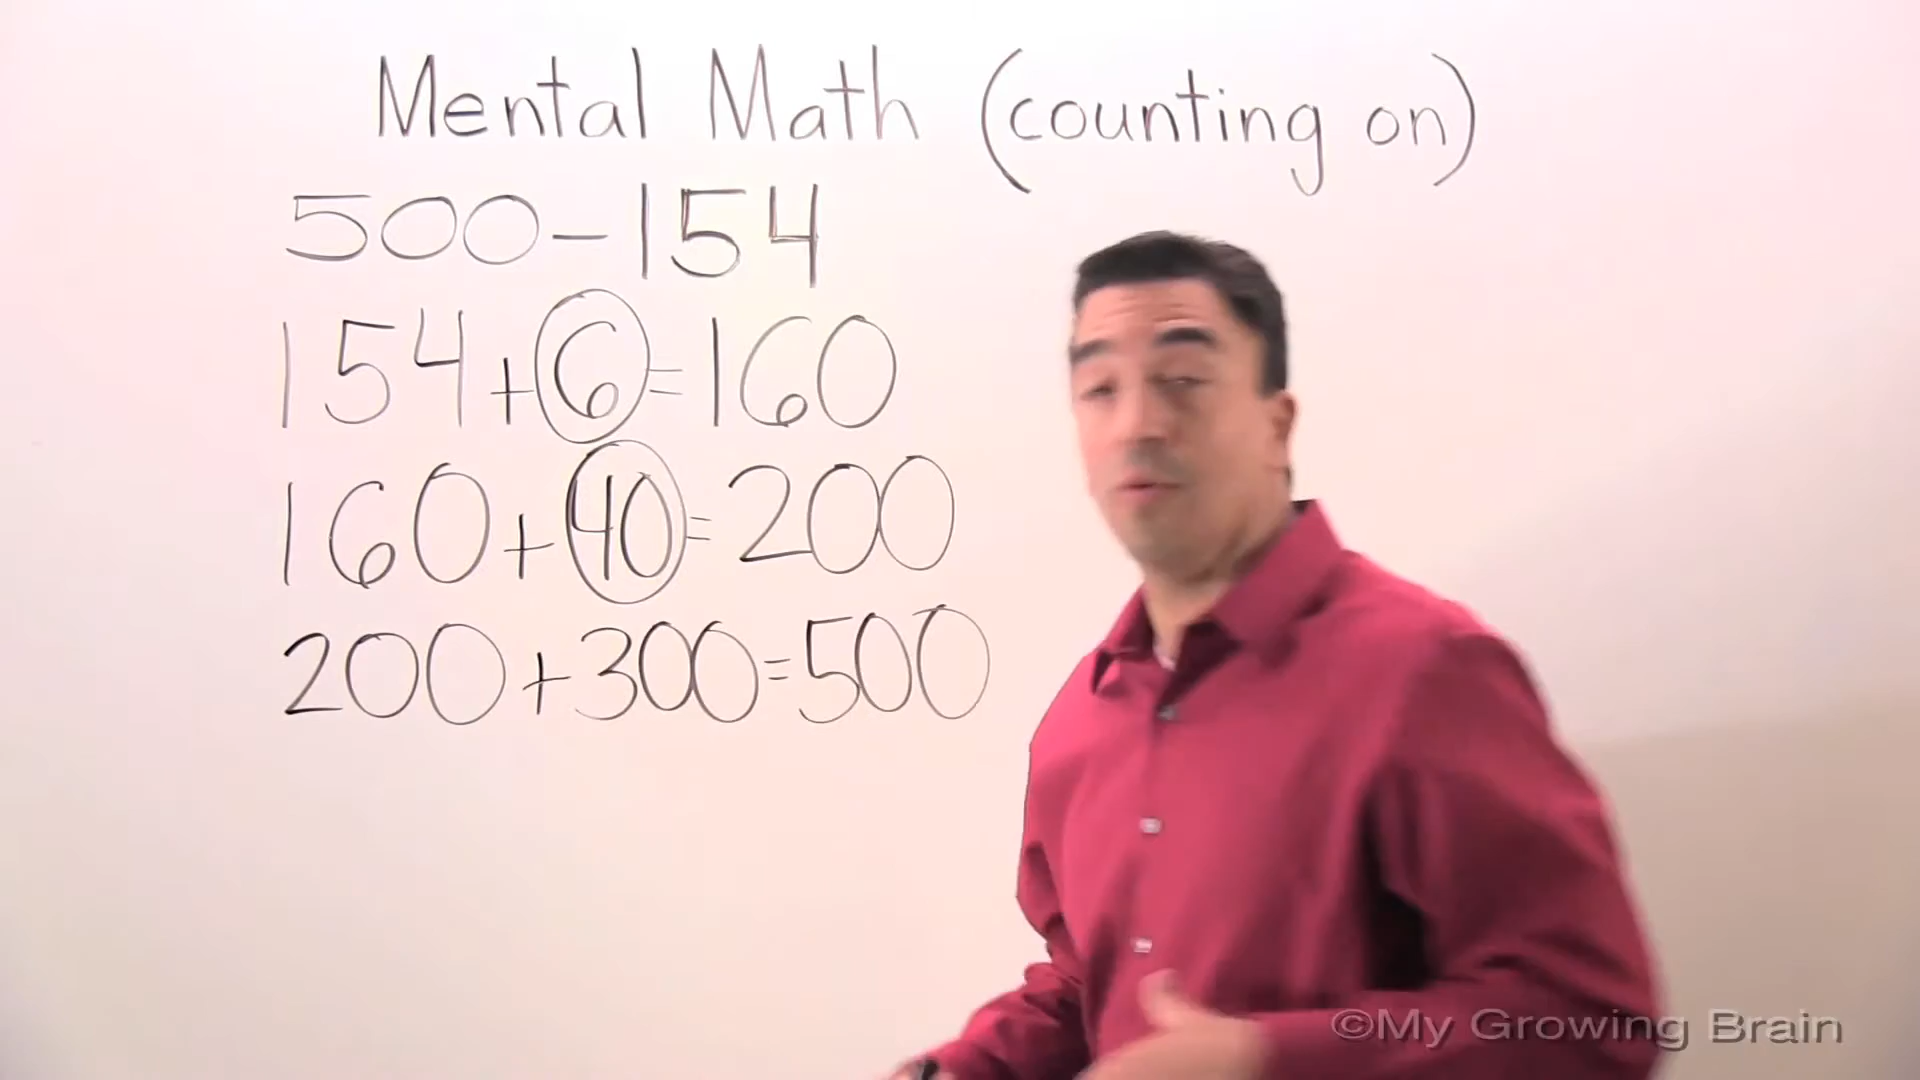 Mental Math (counting on)
500-154
154+6=160
160+40=200
200+300=500
©My Growing Brain